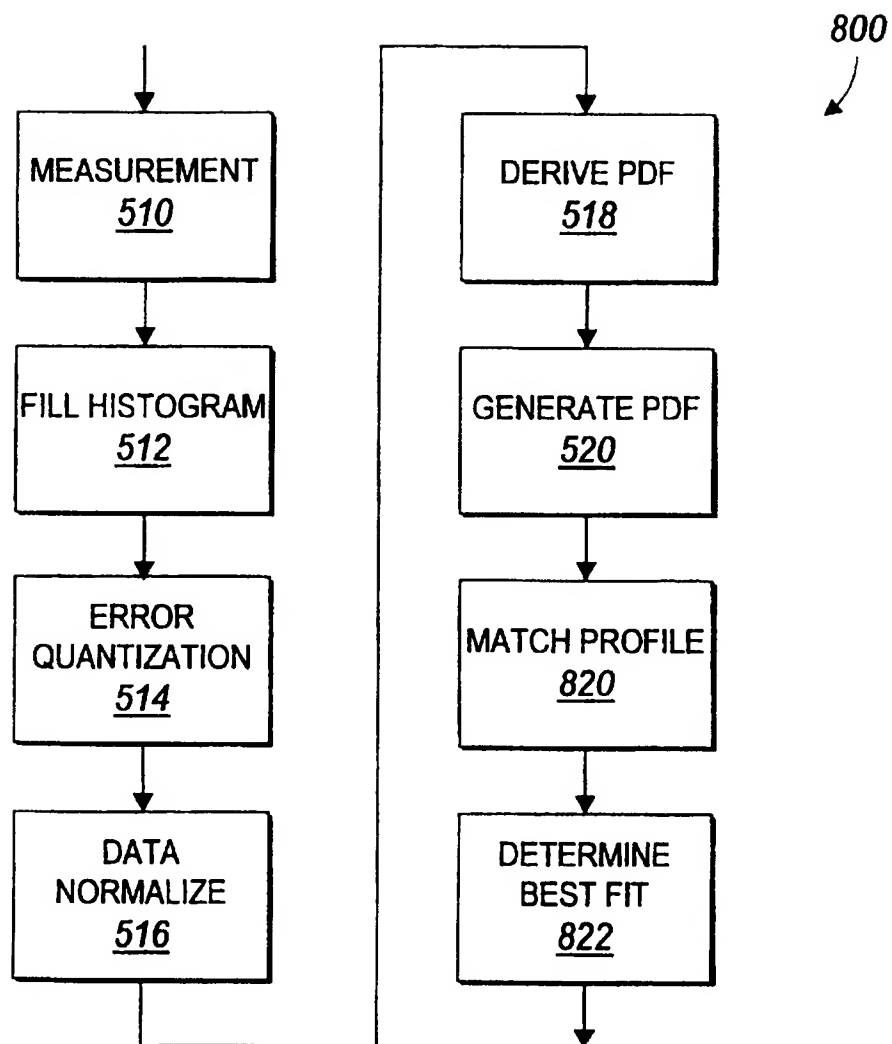 800
MEASUREMENT
510
FILL HISTOGRAM
512
ERROR
QUANTIZATION
514
DATA
NORMALIZE
516
DERIVE PDF
518
GENERATE PDF
520
MATCH PROFILE
820
DETERMINE
BEST FIT
822